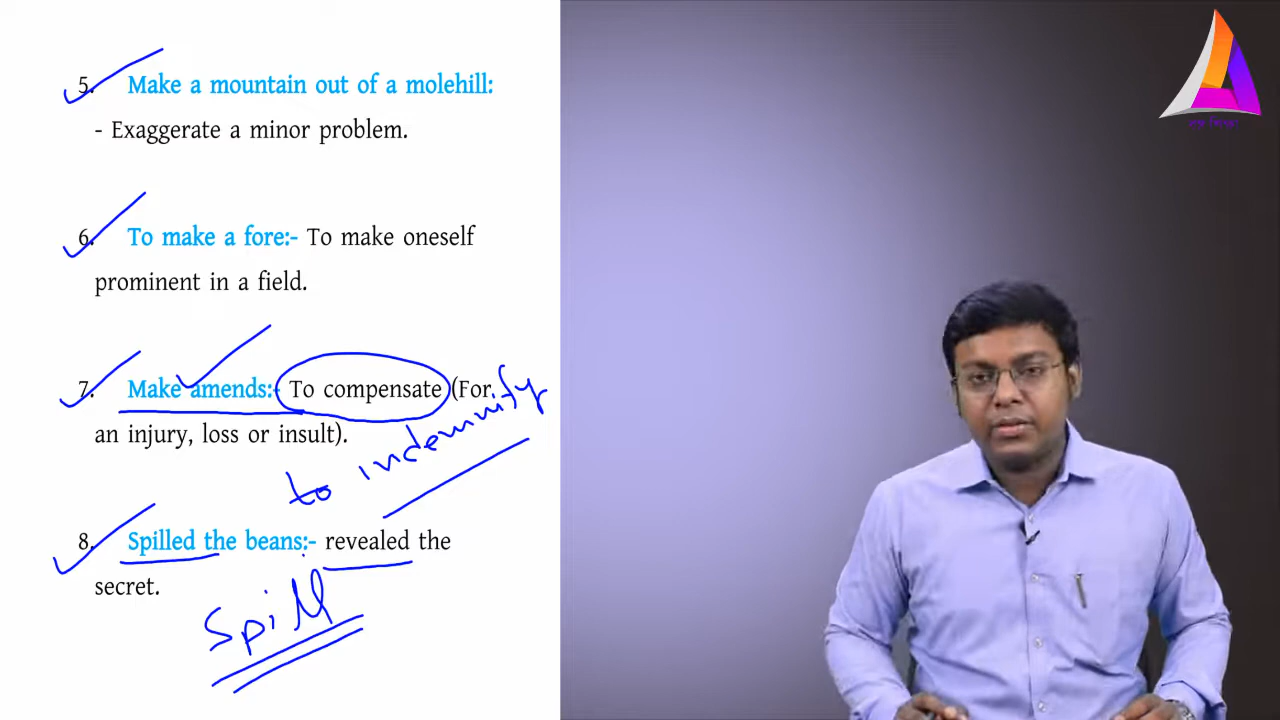 5. Make a mountain out of a molehill:
- Exaggerate a minor problem.
6. To make a fore:- To make oneself
prominent in a field.
7. Make amends:- To compensate (For
an injury, loss or insult).
to indemnify
8. Spilled the beans:- revealed the
secret.
Spill